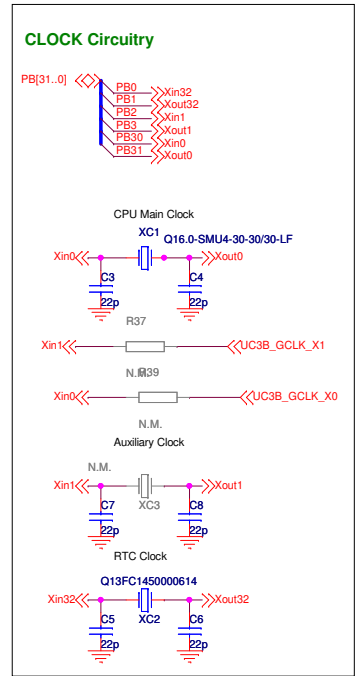 CLOCK Circuitry
PB[31..0]
PB0 Xin32
PB1 Xout32
PB2 Xin1
PB3 Xout1
PB30 Xin0
PB31 Xout0
CPU Main Clock
XC1 Q16.0-SMU4-30-30/30-LF
Xin0 Xout0
C3 C4
22p 22p
R37
Xin1 UC3B_GCLK_X1
N.M. R39
Xin0 UC3B_GCLK_X0
N.M.
Auxiliary Clock
N.M.
Xin1 Xout1
C7 XC3 C8
22p 22p
RTC Clock
Q13FC1450000614
Xin32 Xout32
C5 XC2 C6
22p 22p